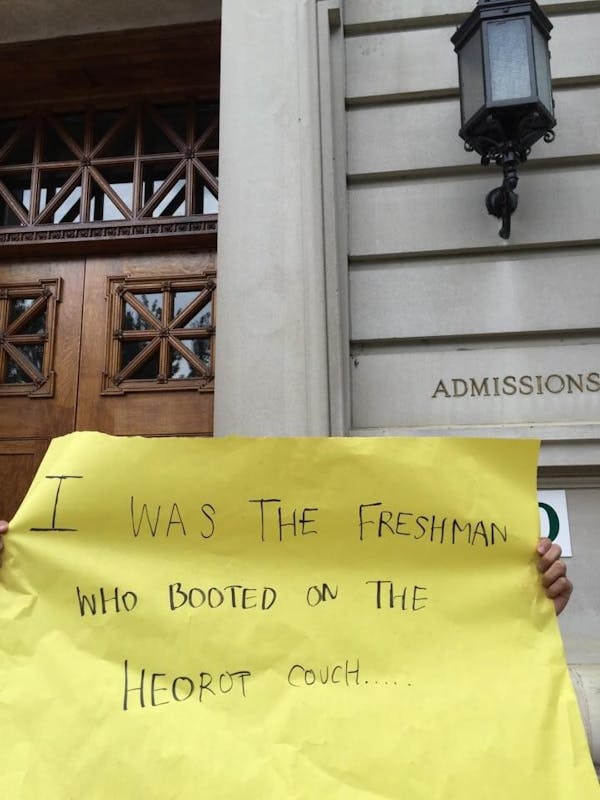 ADMISSIONS
I WAS THE FRESHMAN
WHO BOOTED ON THE
HEOROT COUCH.....